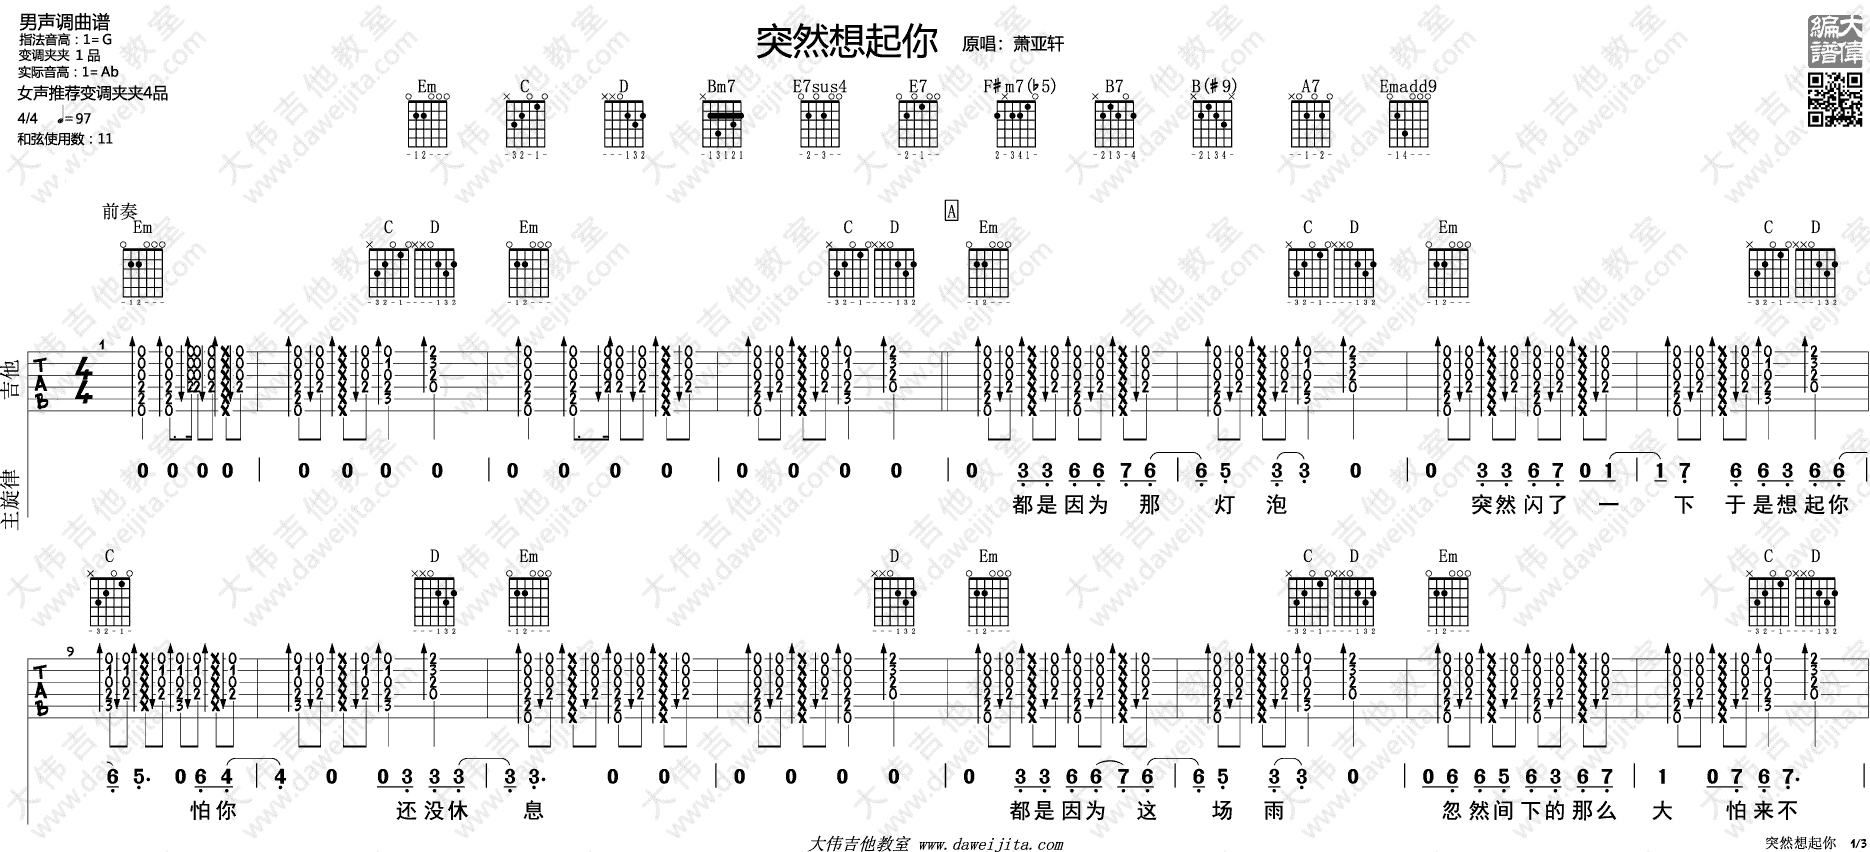 男声调曲谱
指法音高：1=G
变调夹夹 1 品
实际音高：1=Ab
女声推荐变调夹夹4品
4/4 ♩=97
和弦使用数：11
突然想起你 原唱：萧亚轩
大偉編譜
Em C D Bm7 E7sus4 E7 F#m7(b5) B7 B(#9) A7 Emadd9
前奏
A
Em C D Em C D Em C D Em C D
吉他
TAB
4/4
1
主旋律
0 0 0 0 | 0 0 0 0 | 0 0 0 0 | 0 0 0 0 | 0 3 3 6 6 7 6 | 6 5 3 3 0 | 0 3 3 6 7 0 1 | 1 7 6 6 3 6 6 |
都是因为 那 灯 泡 突然闪了 一 下 于是想起你
C D Em D Em C D Em C D
9
TAB
6 5. 0 6 4 | 4 0 0 3 3 3 | 3 3. 0 0 | 0 0 0 0 | 0 3 3 6 6 7 6 | 6 5 3 3 0 | 0 6 6 5 6 3 6 7 | 1 0 7 6 7. |
怕你 还没休 息 都是因为 这 场 雨 忽然间下的那么 大 怕来不
大伟吉他教室 www.daweijita.com
突然想起你 1/3